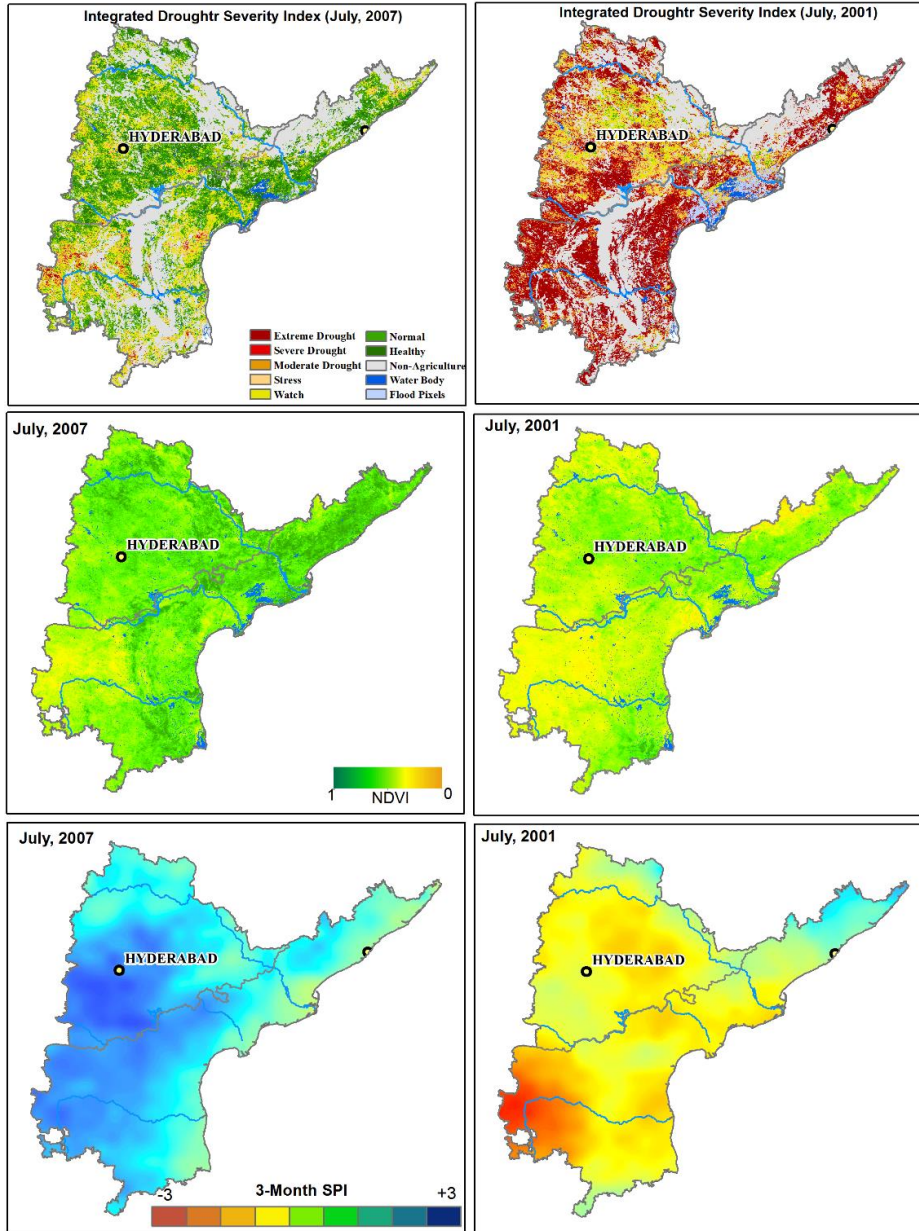 Integrated Droughtr Severity Index (July, 2007)
HYDERABAD
Extreme Drought
Severe Drought
Moderate Drought
Stress
Watch
Normal
Healthy
Non-Agriculture
Water Body
Flood Pixels
Integrated Droughtr Severity Index (July, 2001)
HYDERABAD
July, 2007
HYDERABAD
1
NDVI
0
July, 2001
HYDERABAD
July, 2007
HYDERABAD
-3
3-Month SPI
+3
July, 2001
HYDERABAD